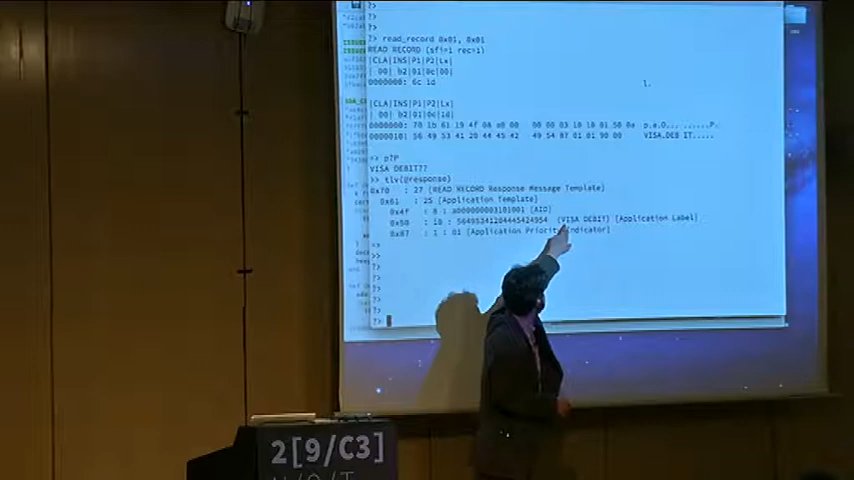 ?>
?>
?>
?> read_record 0x01, 0x01
READ RECORD (sfi=1 rec=1)
|CLA|INS|P1|P2|Lx|
| 00| b2|01|0c|00|
0000000: 6c 1d
|CLA|INS|P1|P2|Lx|
| 00| b2|01|0c|1d|
0000000: 70 1b 61 19 4f 08 a0 00 00 00 03 10 10 01 50 0a p.a.O... ......P.
0000010: 56 49 53 41 20 44 45 42 49 54 87 01 01 90 00 VISA.DEB IT.....
VISA DEBIT??
>> tlv(@response)
0x70 : 27 [READ RECORD Response Message Template]
0x61 : 25 [Application Template]
0x4f : 8 : a000000003101001 [AID]
0x50 : 10 : 56495341204445424954 (VISA DEBIT) [Application Label]
0x87 : 1 : 01 [Application Priority Indicator]
?>
?>
?>
?>
?>
?>
?>
?>
2[9/C3]